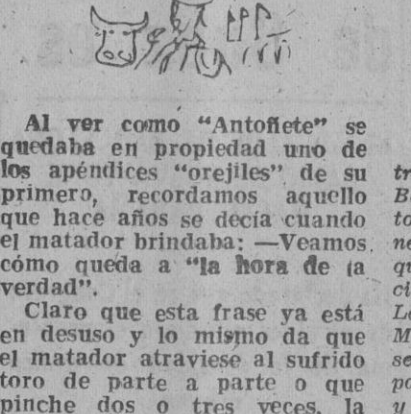 Al ver como "Antoñete" se
quedaba en propiedad uno de
los apéndices "orejiles" de su
primero, recordamos aquello
que hace años se decía cuando
el matador brindaba: —Veamos
cómo queda a "la hora de la
verdad".
Claro que esta frase ya está
en desuso y lo mismo da que
el matador atraviese al sufrido
toro de parte a parte o que
pinche dos o tres veces, la